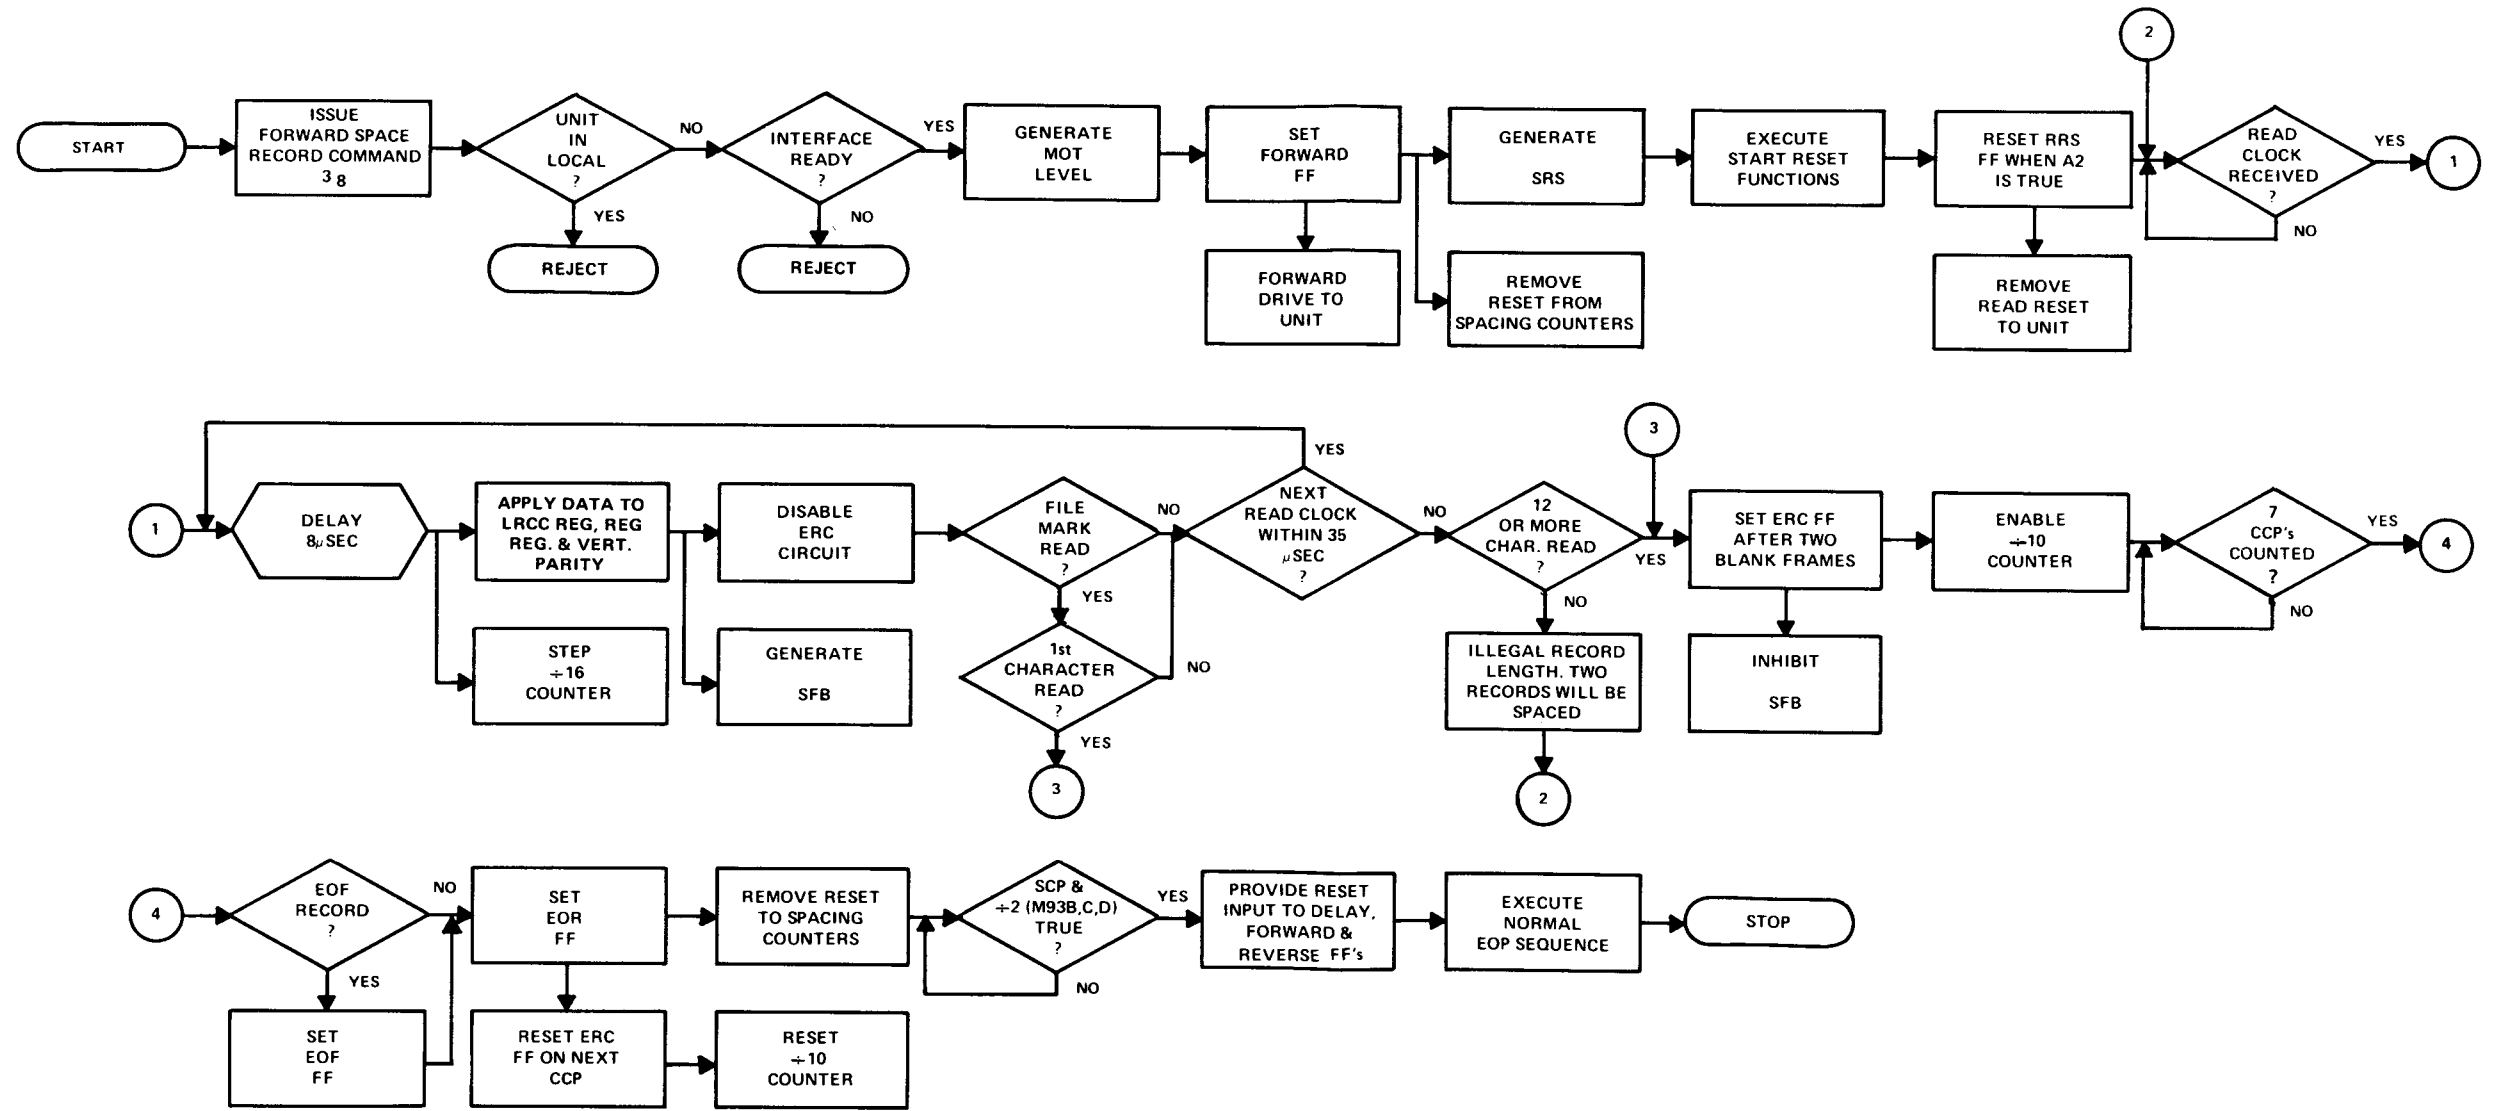 2
START
ISSUE
FORWARD SPACE
RECORD COMMAND
3 8
UNIT
IN
LOCAL
?
NO
YES
REJECT
INTERFACE
READY
?
YES
NO
REJECT
GENERATE
MOT
LEVEL
SET
FORWARD
FF
FORWARD
DRIVE TO
UNIT
GENERATE
SRS
REMOVE
RESET FROM
SPACING COUNTERS
EXECUTE
START RESET
FUNCTIONS
RESET RRS
FF WHEN A2
IS TRUE
REMOVE
READ RESET
TO UNIT
READ
CLOCK
RECEIVED
?
YES
NO
1
1
DELAY
8μSEC
APPLY DATA TO
LRCC REG, REG
REG. & VERT.
PARITY
STEP
÷16
COUNTER
DISABLE
ERC
CIRCUIT
GENERATE
SFB
FILE
MARK
READ
?
NO
YES
1st
CHARACTER
READ
?
NO
YES
3
NEXT
READ CLOCK
WITHIN 35
μSEC
?
YES
NO
12
OR MORE
CHAR. READ
?
YES
NO
ILLEGAL RECORD
LENGTH. TWO
RECORDS WILL BE
SPACED
2
3
SET ERC FF
AFTER TWO
BLANK FRAMES
INHIBIT
SFB
ENABLE
÷10
COUNTER
7
CCP's
COUNTED
?
YES
NO
4
4
EOF
RECORD
?
NO
YES
SET
EOF
FF
SET
EOR
FF
RESET ERC
FF ON NEXT
CCP
REMOVE RESET
TO SPACING
COUNTERS
RESET
÷10
COUNTER
SCP &
÷2 (M93B,C,D)
TRUE
?
YES
NO
PROVIDE RESET
INPUT TO DELAY,
FORWARD &
REVERSE FF's
EXECUTE
NORMAL
EOP SEQUENCE
STOP